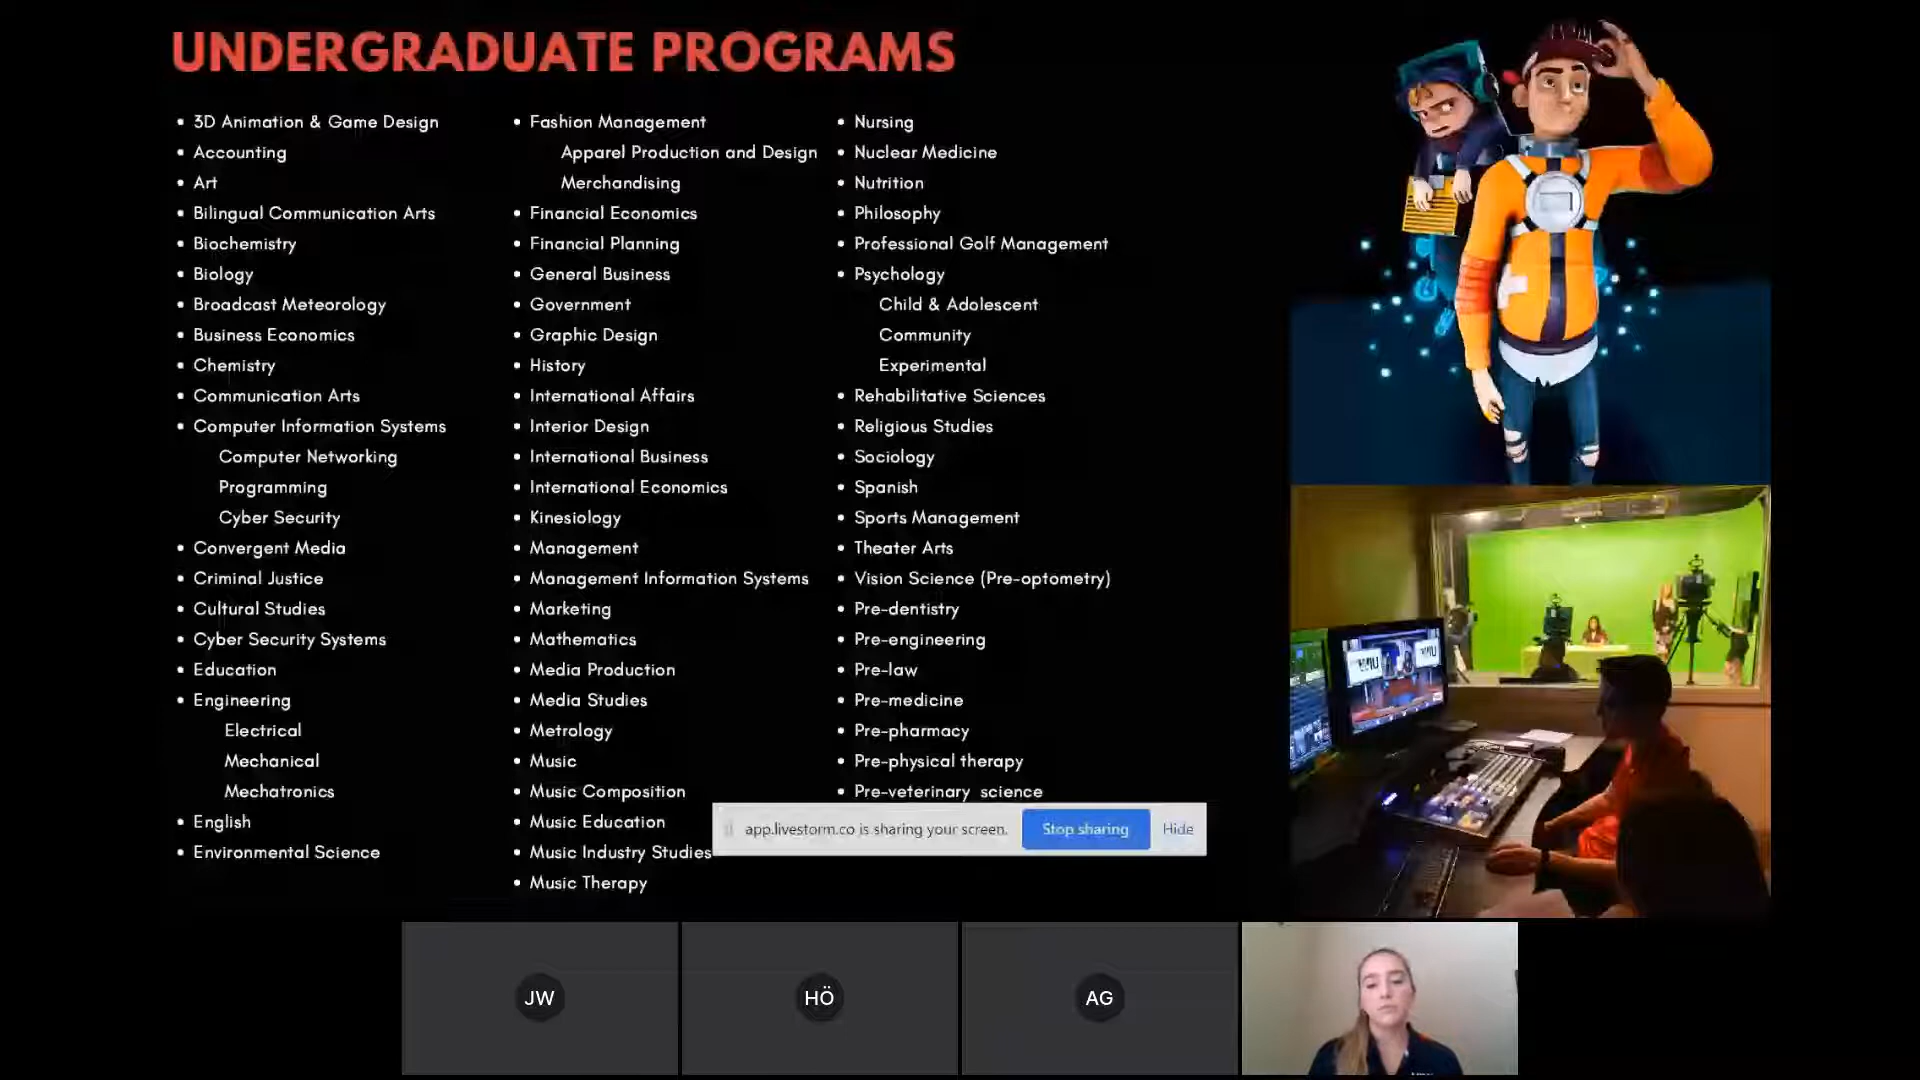 UNDERGRADUATE PROGRAMS
• 3D Animation & Game Design
• Accounting
• Art
• Bilingual Communication Arts
• Biochemistry
• Biology
• Broadcast Meteorology
• Business Economics
• Chemistry
• Communication Arts
• Computer Information Systems
Computer Networking
Programming
Cyber Security
• Convergent Media
• Criminal Justice
• Cultural Studies
• Cyber Security Systems
• Education
• Engineering
Electrical
Mechanical
Mechatronics
• English
• Environmental Science
• Fashion Management
Apparel Production and Design
Merchandising
• Financial Economics
• Financial Planning
• General Business
• Government
• Graphic Design
• History
• International Affairs
• Interior Design
• International Business
• International Economics
• Kinesiology
• Management
• Management Information Systems
• Marketing
• Mathematics
• Media Production
• Media Studies
• Metrology
• Music
• Music Composition
• Music Education
• Music Industry Studies
• Music Therapy
• Nursing
• Nuclear Medicine
• Nutrition
• Philosophy
• Professional Golf Management
• Psychology
Child & Adolescent
Community
Experimental
• Rehabilitative Sciences
• Religious Studies
• Sociology
• Spanish
• Sports Management
• Theater Arts
• Vision Science (Pre-optometry)
• Pre-dentistry
• Pre-engineering
• Pre-law
• Pre-medicine
• Pre-pharmacy
• Pre-physical therapy
• Pre-veterinary science
app.livestorm.co is sharing your screen.
Stop sharing
Hide
JW
HÖ
AG